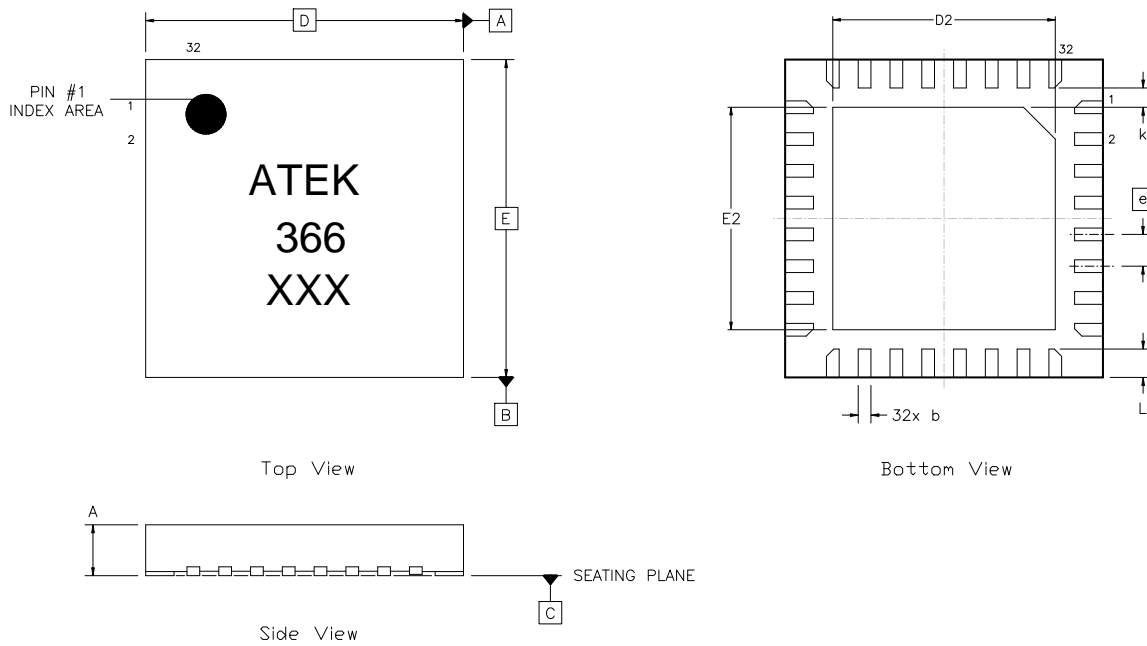 D
A
32
PIN #1
INDEX AREA
1
2
ATEK
366
XXX
E
B
Top View
D2
32
1
2
k
e
E2
L
32x b
Bottom View
A
SEATING PLANE
C
Side View